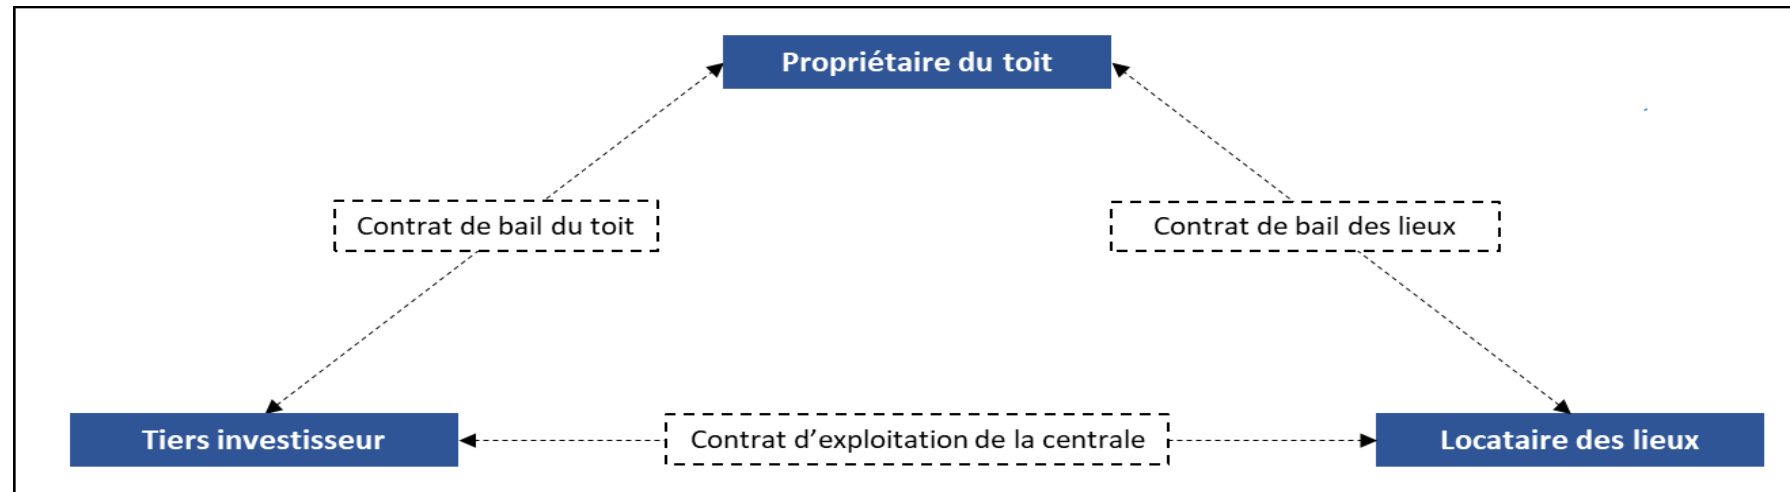 Propriétaire du toit
Contrat de bail du toit
Contrat de bail des lieux
Tiers investisseur
Contrat d’exploitation de la centrale
Locataire des lieux